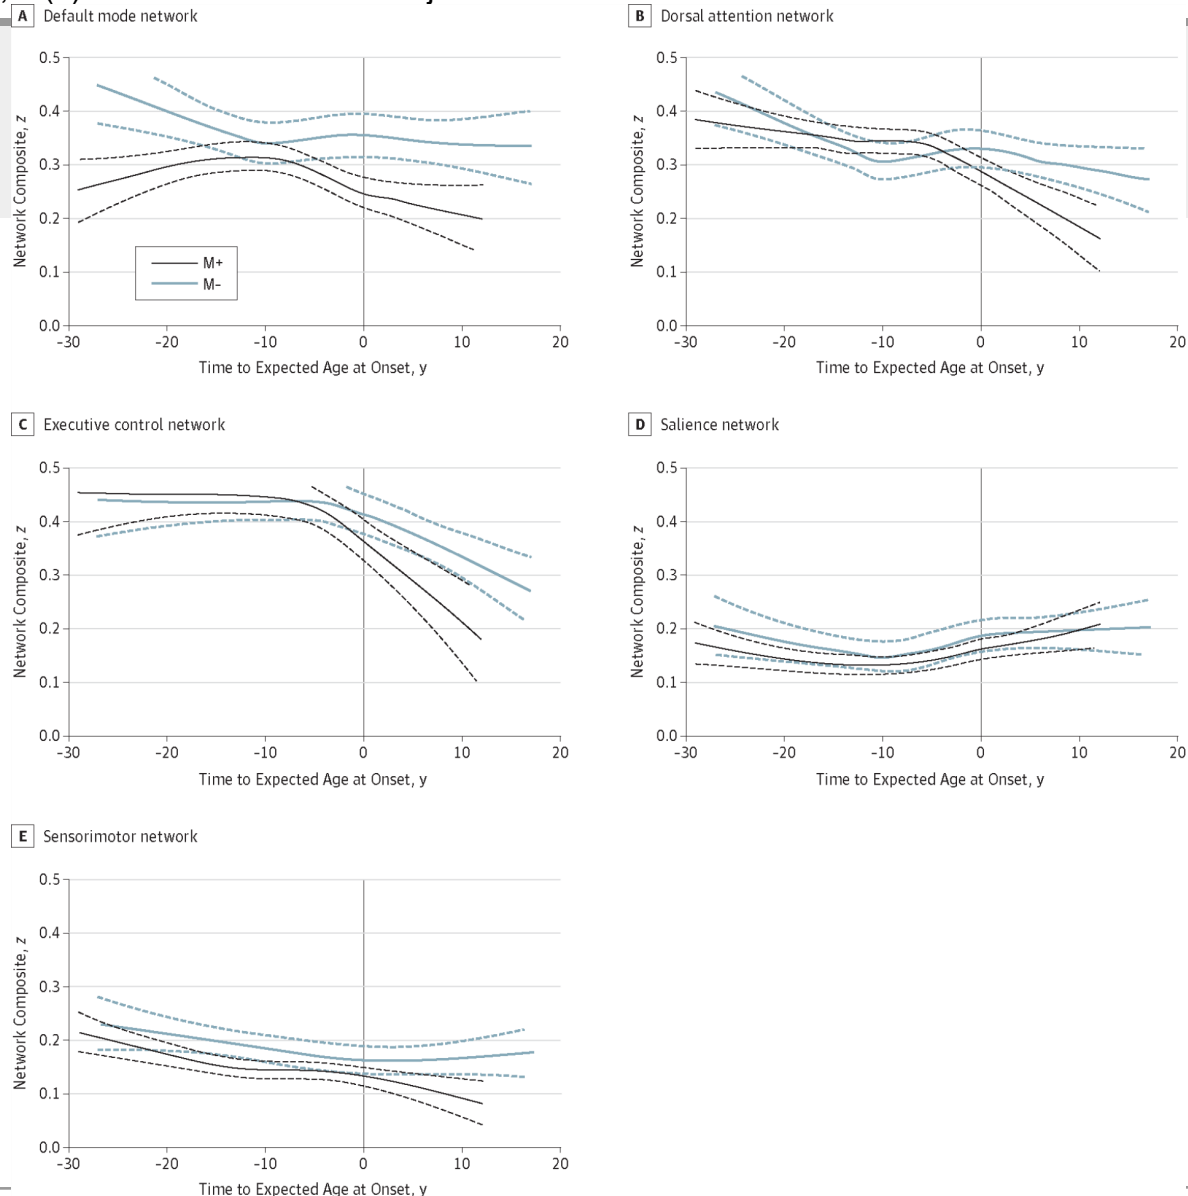 A Default mode network
0.5
0.4
0.3
0.2
0.1
0.0
Network Composite, z
M+
M−
−30 −20 −10 0 10 20
Time to Expected Age at Onset, y
B Dorsal attention network
0.5
0.4
0.3
0.2
0.1
0.0
Network Composite, z
−30 −20 −10 0 10 20
Time to Expected Age at Onset, y
C Executive control network
0.5
0.4
0.3
0.2
0.1
0.0
Network Composite, z
−30 −20 −10 0 10 20
Time to Expected Age at Onset, y
D Salience network
0.5
0.4
0.3
0.2
0.1
0.0
Network Composite, z
−30 −20 −10 0 10 20
Time to Expected Age at Onset, y
E Sensorimotor network
0.5
0.4
0.3
0.2
0.1
0.0
Network Composite, z
−30 −20 −10 0 10 20
Time to Expected Age at Onset, y